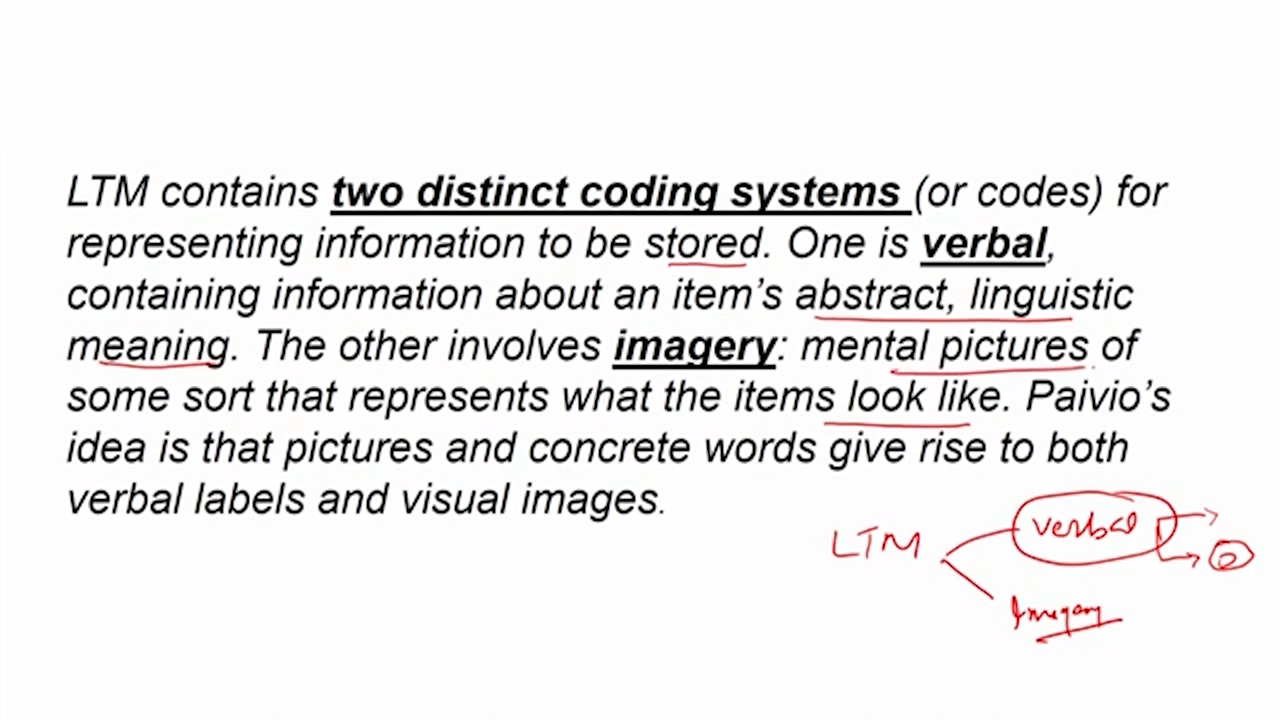 LTM contains two distinct coding systems (or codes) for
representing information to be stored. One is verbal,
containing information about an item's abstract, linguistic
meaning. The other involves imagery: mental pictures of
some sort that represents what the items look like. Paivio's
idea is that pictures and concrete words give rise to both
verbal labels and visual images.
LTM
verbal
Imagery